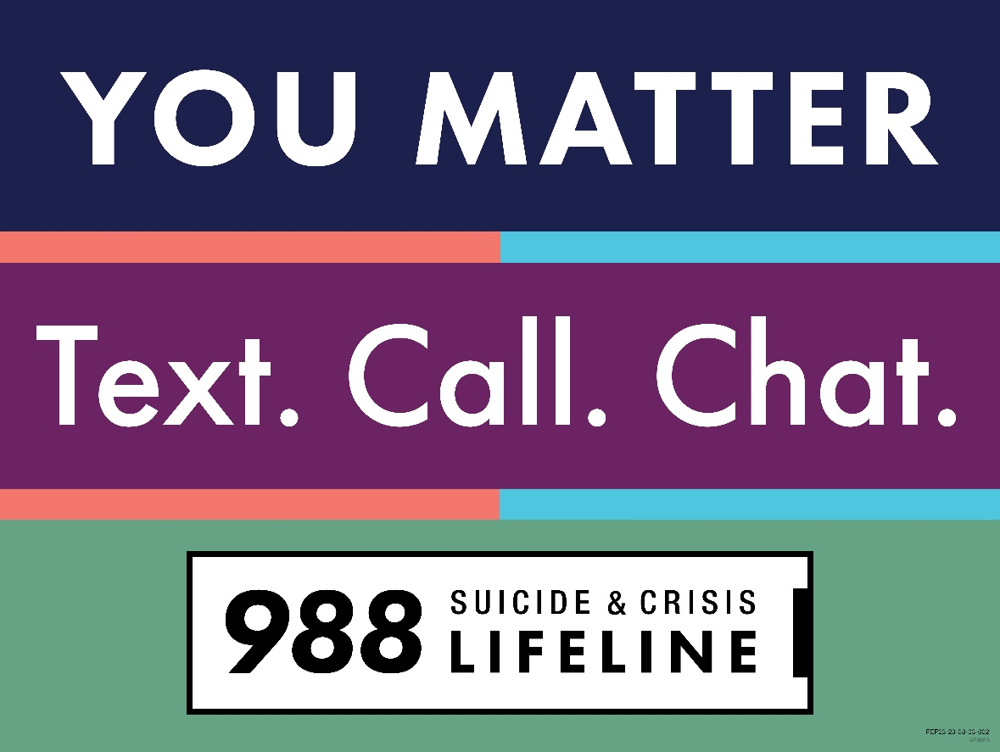 YOU MATTER
Text. Call. Chat.
988 SUICIDE & CRISIS
LIFELINE